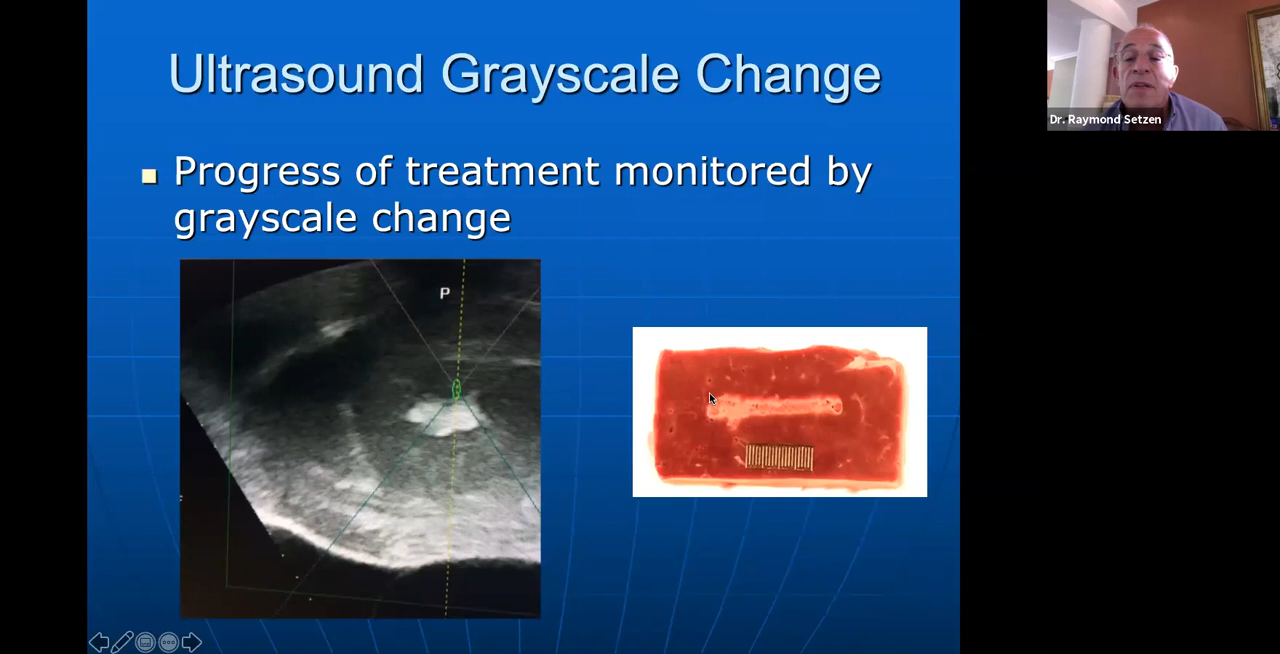 Ultrasound Grayscale Change
Progress of treatment monitored by
grayscale change
P
Dr. Raymond Setzen